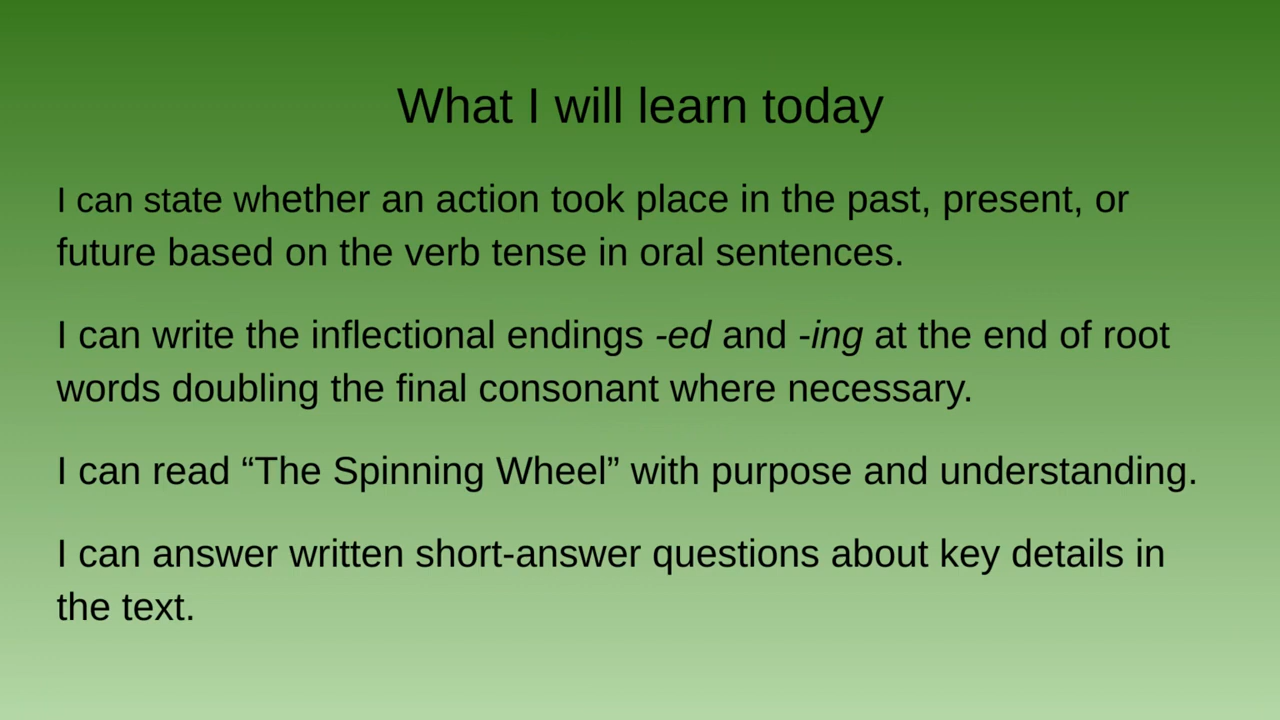 What I will learn today
I can state whether an action took place in the past, present, or
future based on the verb tense in oral sentences.
I can write the inflectional endings -ed and -ing at the end of root
words doubling the final consonant where necessary.
I can read “The Spinning Wheel” with purpose and understanding.
I can answer written short-answer questions about key details in
the text.